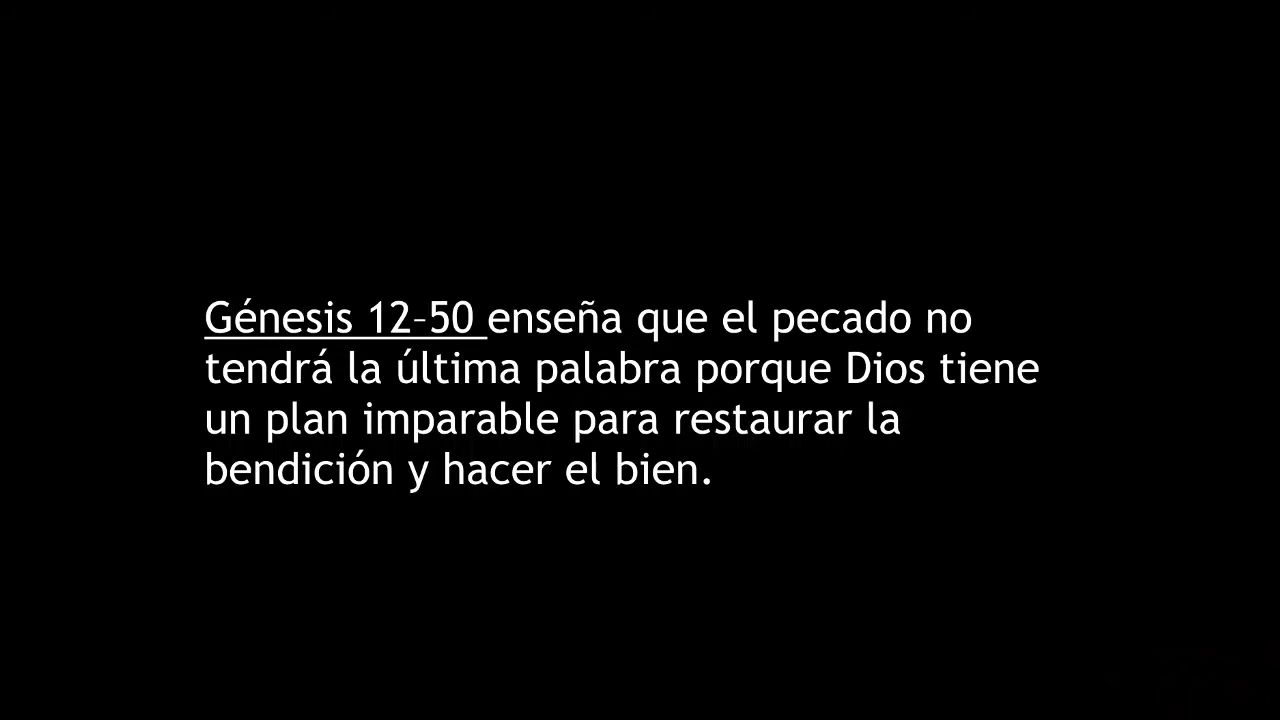 Génesis 12–50 enseña que el pecado no
tendrá la última palabra porque Dios tiene
un plan imparable para restaurar la
bendición y hacer el bien.